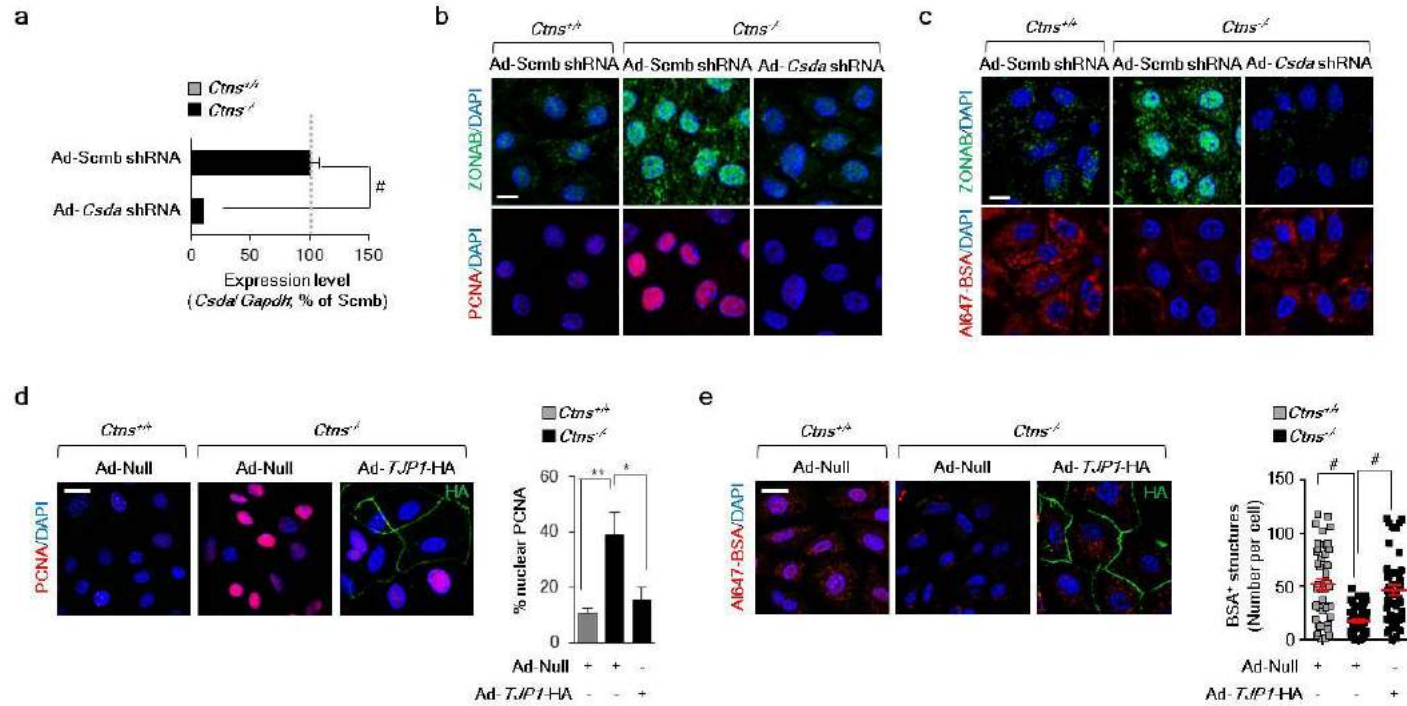 a
Ctns+/+
Ctns-/-
Ad-Scmb shRNA
Ad-Csda shRNA
#
0 50 100 150
Expression level
(Csda/Gapdh, % of Scmb)
b
Ctns+/+ Ctns-/-
Ad-Scmb shRNA Ad-Scmb shRNA Ad-Csda shRNA
ZONAB/DAPI
PCNA/DAPI
c
Ctns+/+ Ctns-/-
Ad-Scmb shRNA Ad-Scmb shRNA Ad-Csda shRNA
ZONAB/DAPI
Al647-BSA/DAPI
d
Ctns+/+ Ctns-/-
Ad-Null Ad-Null Ad-TJP1-HA
HA
PCNA/DAPI
Ctns+/+
Ctns-/-
** *
60
40
20
0
% nuclear PCNA
Ad-Null + + -
Ad-TJP1-HA - - +
e
Ctns+/+ Ctns-/-
Ad-Null Ad-Null Ad-TJP1-HA
HA
Al647-BSA/DAPI
Ctns+/+
Ctns-/-
# #
150
100
50
0
BSA+ structures
(Number per cell)
Ad-Null + + -
Ad-TJP1-HA - - +